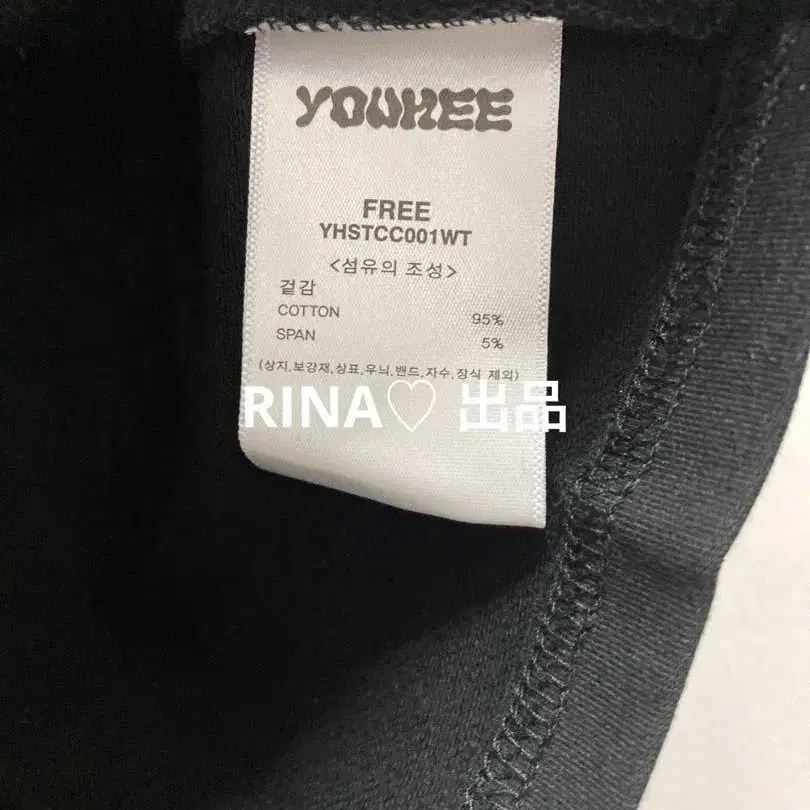 YOUHEE
FREE
YHSTCC001WT
<섬유의 조성>
겉감
COTTON 95%
SPAN 5%
(상지,보강재,상표,우늬,밴드,자수,장식 제외)
RINA♡ 出品